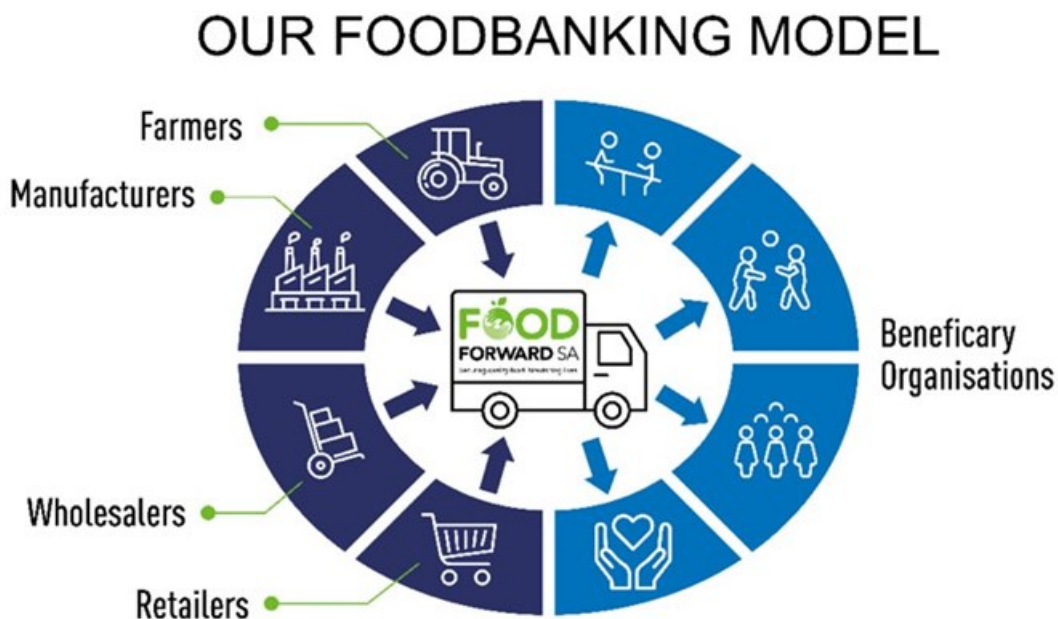 OUR FOODBANKING MODEL
Farmers
Manufacturers
Wholesalers
Retailers
FOOD
FORWARD SA
Beneficary
Organisations